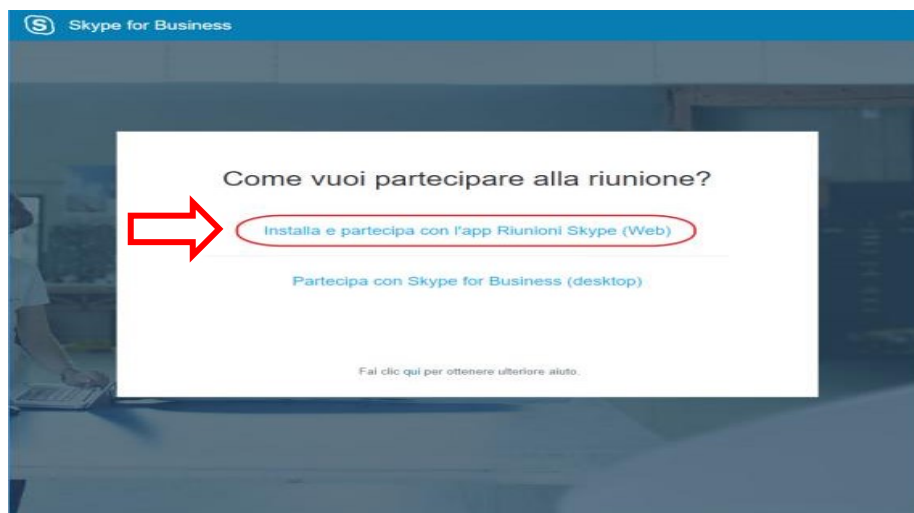 Skype for Business
Come vuoi partecipare alla riunione?
Installa e partecipa con l'app Riunioni Skype (Web)
Partecipa con Skype for Business (desktop)
Fai clic qui per ottenere ulteriore aiuto.